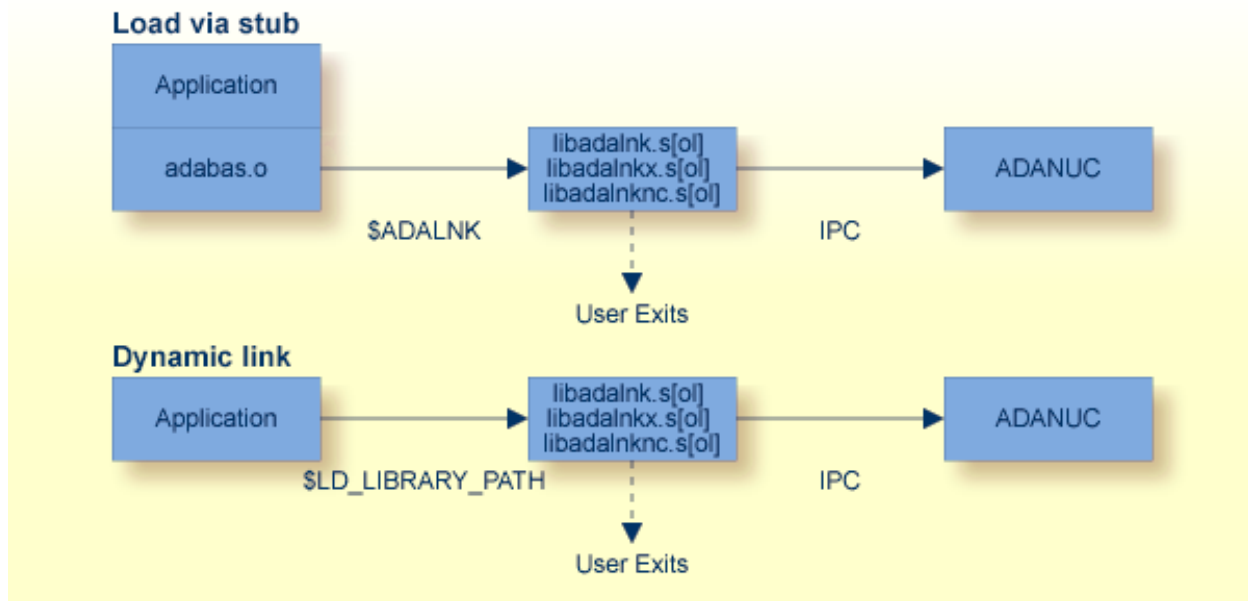 Load via stub
Application
adabas.o
libadalnk.s[ol]
libadalnkx.s[ol]
libadalnknc.s[ol]
ADANUC
$ADALNK
IPC
User Exits
Dynamic link
Application
libadalnk.s[ol]
libadalnkx.s[ol]
libadalnknc.s[ol]
ADANUC
$LD_LIBRARY_PATH
IPC
User Exits